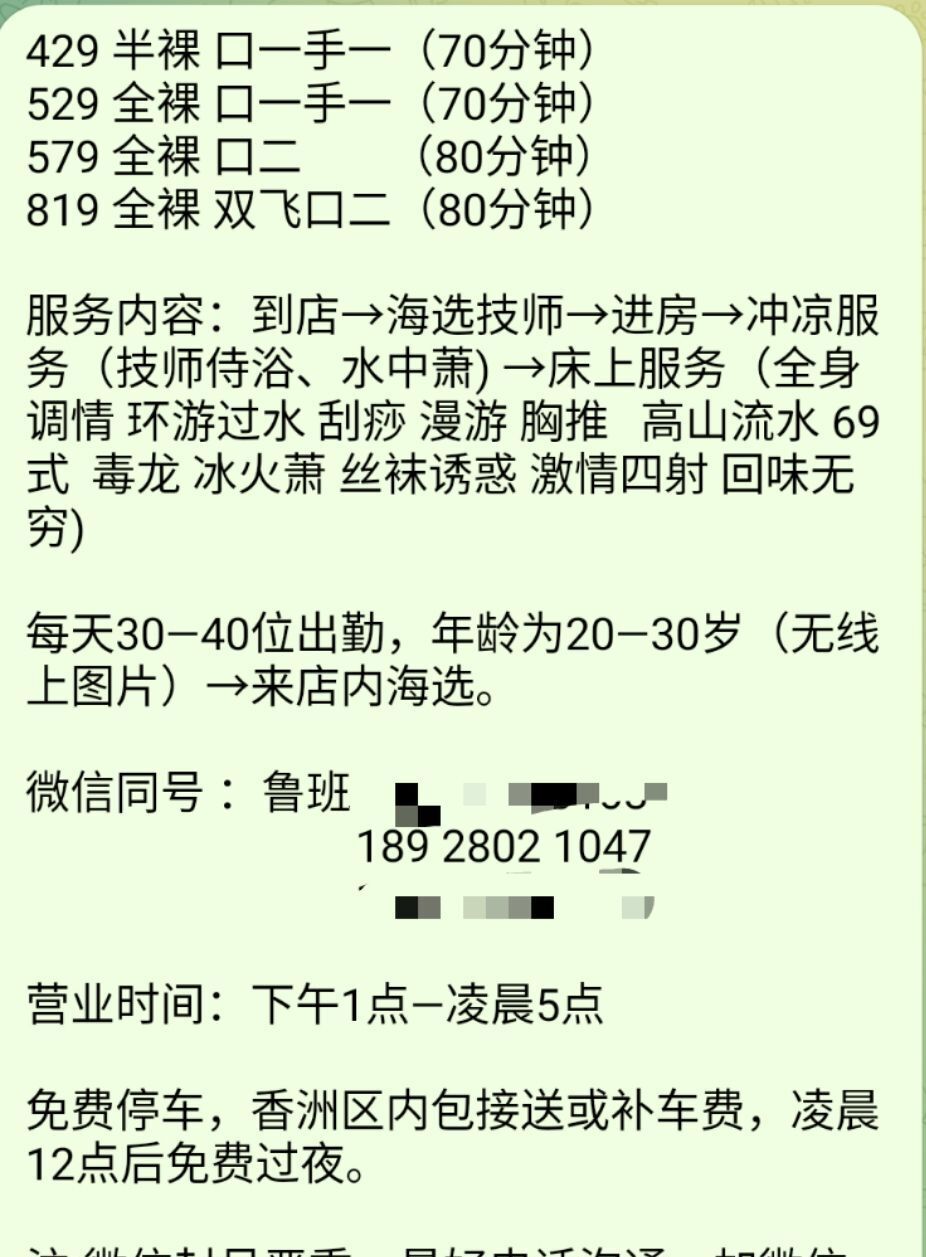 429 半裸 口一手一（70分钟）
529 全裸 口一手一（70分钟）
579 全裸 口二 （80分钟）
819 全裸 双飞口二（80分钟）
服务内容：到店→海选技师→进房→冲凉服
务（技师侍浴、水中萧) →床上服务（全身
调情 环游过水 刮痧 漫游 胸推 高山流水 69
式 毒龙 冰火萧 丝袜诱惑 激情四射 回味无
穷)
每天30—40位出勤，年龄为20—30岁（无线
上图片）→来店内海选。
微信同号 ：鲁班
189 2802 1047
营业时间：下午1点—凌晨5点
免费停车，香洲区内包接送或补车费，凌晨
12点后免费过夜。